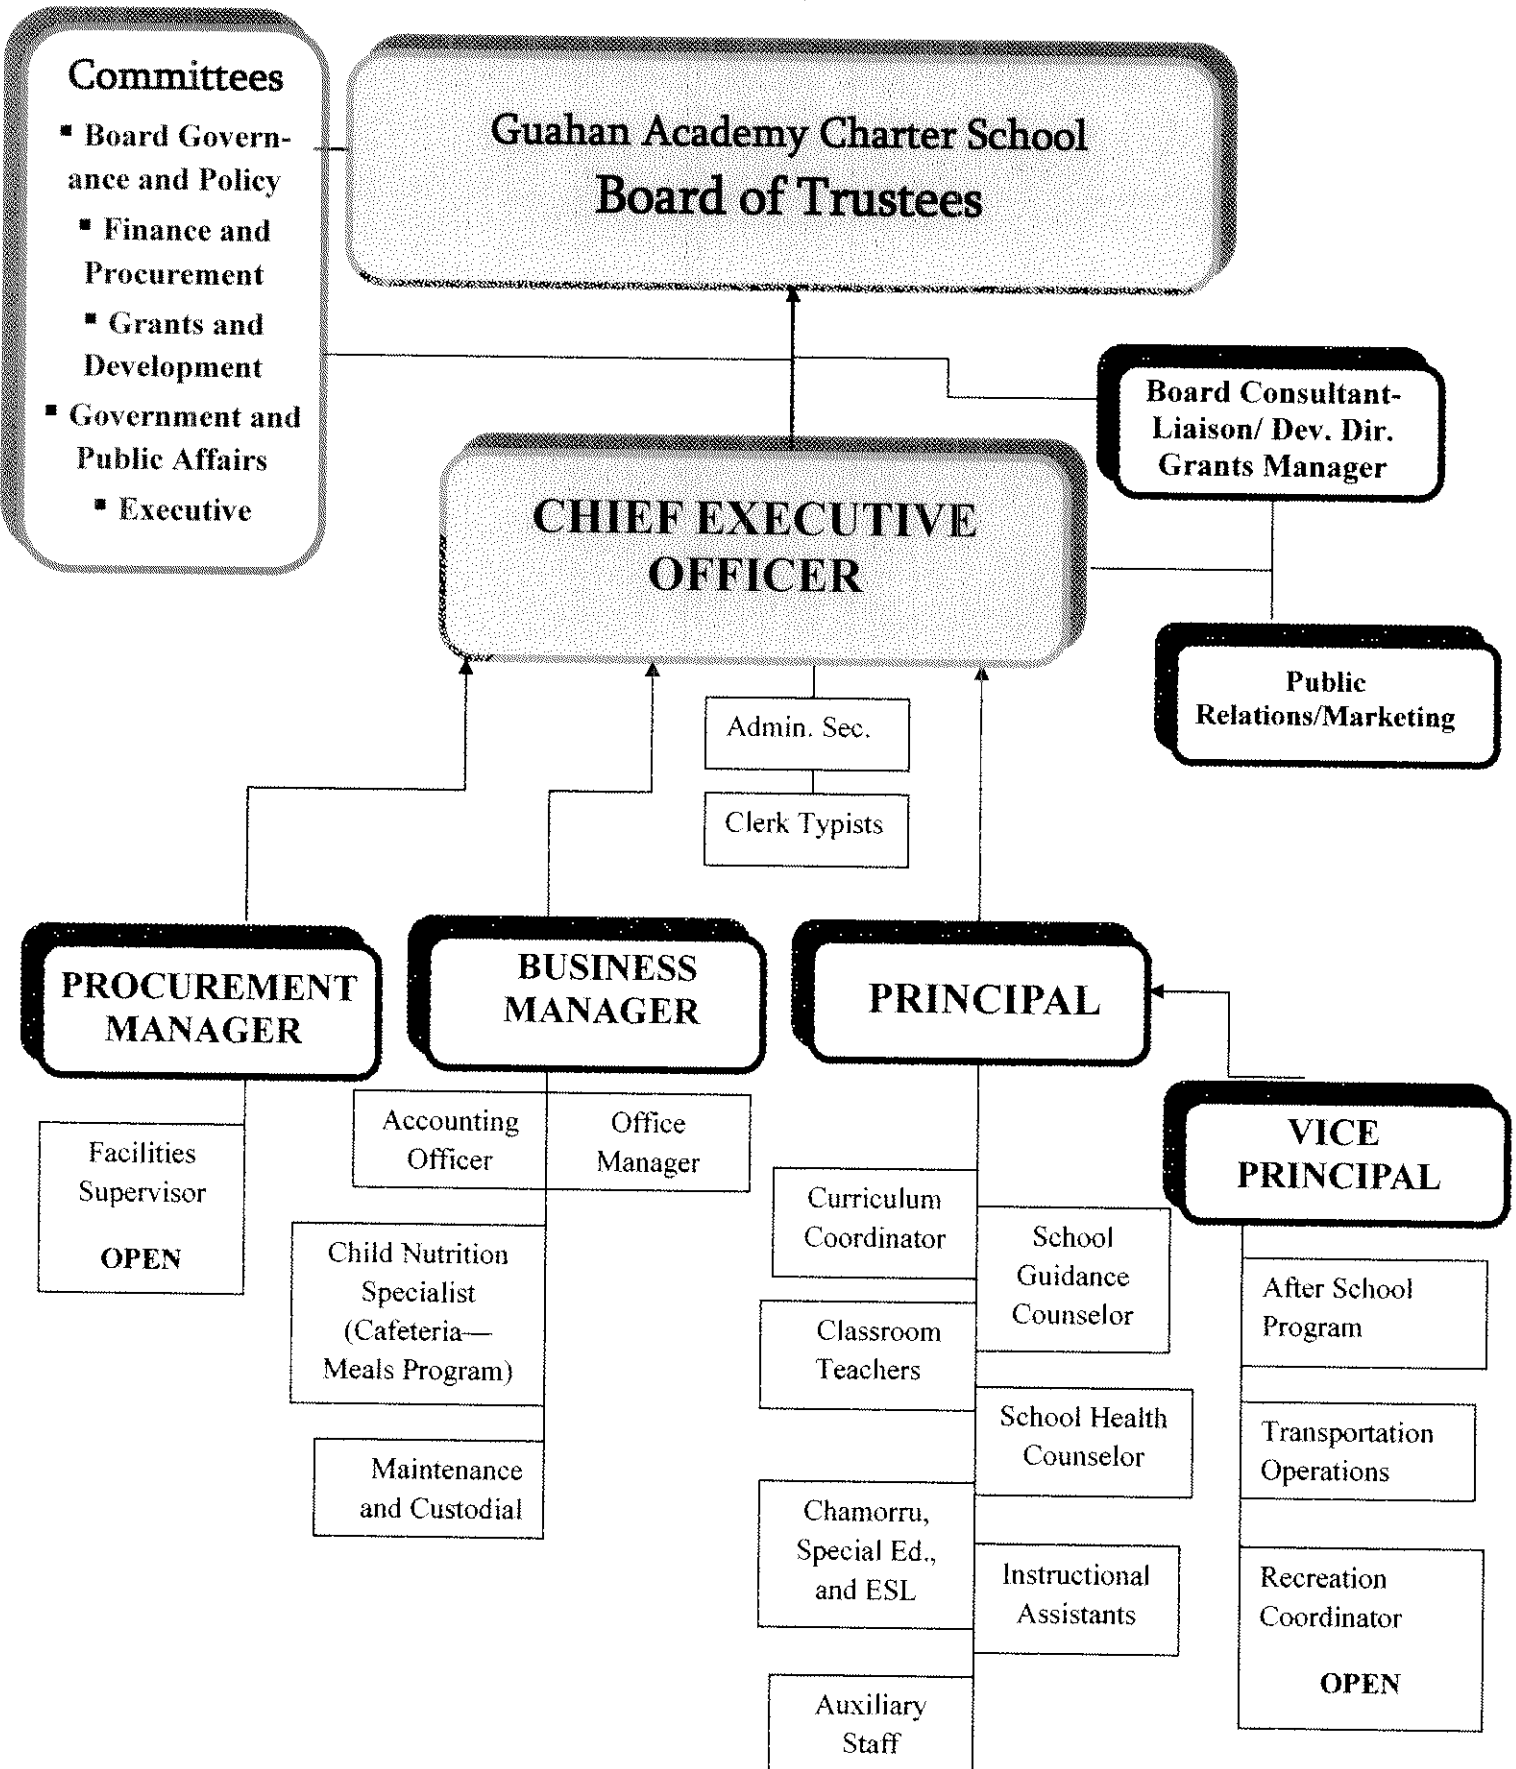 Committees
▪ Board Govern-
ance and Policy
▪ Finance and
Procurement
▪ Grants and
Development
▪ Government and
Public Affairs
▪ Executive
Guahan Academy Charter School
Board of Trustees
Board Consultant-
Liaison/ Dev. Dir.
Grants Manager
CHIEF EXECUTIVE
OFFICER
Public
Relations/Marketing
Admin. Sec.
Clerk Typists
PROCUREMENT
MANAGER
Facilities
Supervisor
OPEN
BUSINESS
MANAGER
Accounting
Officer
Office
Manager
Child Nutrition
Specialist
(Cafeteria—
Meals Program)
Maintenance
and Custodial
PRINCIPAL
Curriculum
Coordinator
School
Guidance
Counselor
Classroom
Teachers
School Health
Counselor
Chamorru,
Special Ed.,
and ESL
Instructional
Assistants
Auxiliary
Staff
VICE
PRINCIPAL
After School
Program
Transportation
Operations
Recreation
Coordinator
OPEN